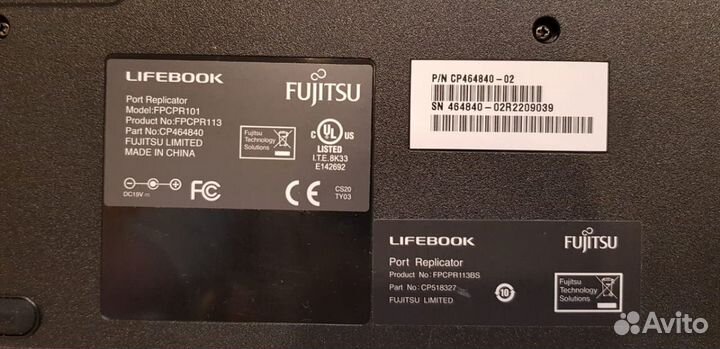 LIFEBOOK
FUJITSU
Port Replicator
Model:FPCPR101
Product No:FPCPR113
Part No:CP464840
FUJITSU LIMITED
MADE IN CHINA
Fujitsu
Technology
Solutions
C UL US
LISTED
I.T.E. 8K33
E142692
DC19V
FC
CE
CS20
TY03
P/N CP464840-02
SN 464840-02R2209039
LIFEBOOK
FUJITSU
Port Replicator
Product No: FPCPR113BS
Part No: CP518327
FUJITSU LIMITED
10
Fujitsu
Technology
Solutions
Avito